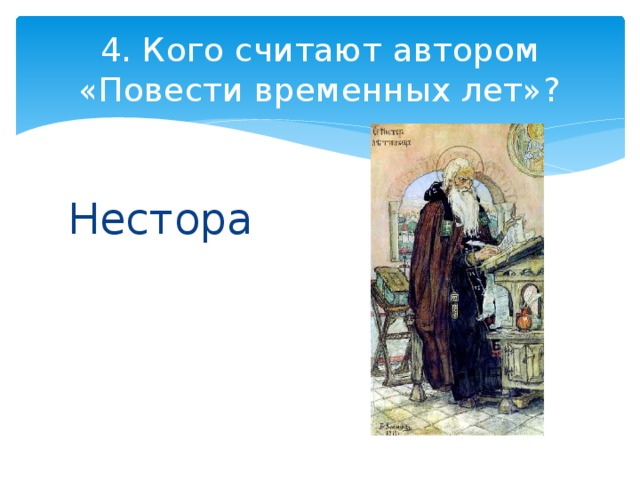 4. Кого считают автором
«Повести временных лет»?
Нестора